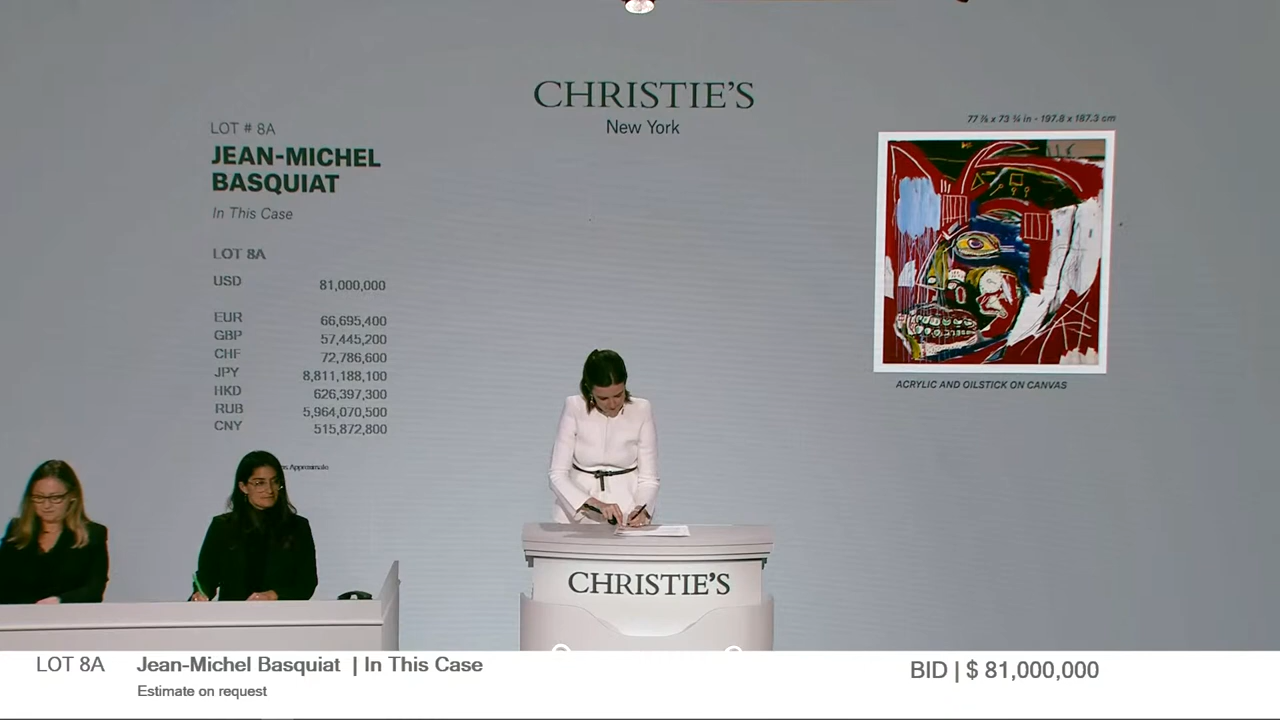 CHRISTIE'S
New York
LOT # 8A
JEAN-MICHEL
BASQUIAT
In This Case
LOT 8A
USD 81,000,000
EUR 66,695,400
GBP 57,445,200
CHF 72,786,600
JPY 8,811,188,100
HKD 626,397,300
RUB 5,964,070,500
CNY 515,872,800
Approximate
77 ⅞ x 73 ¾ in - 197.8 x 187.3 cm
ACRYLIC AND OILSTICK ON CANVAS
CHRISTIE'S
LOT 8A Jean-Michel Basquiat | In This Case BID | $ 81,000,000
Estimate on request